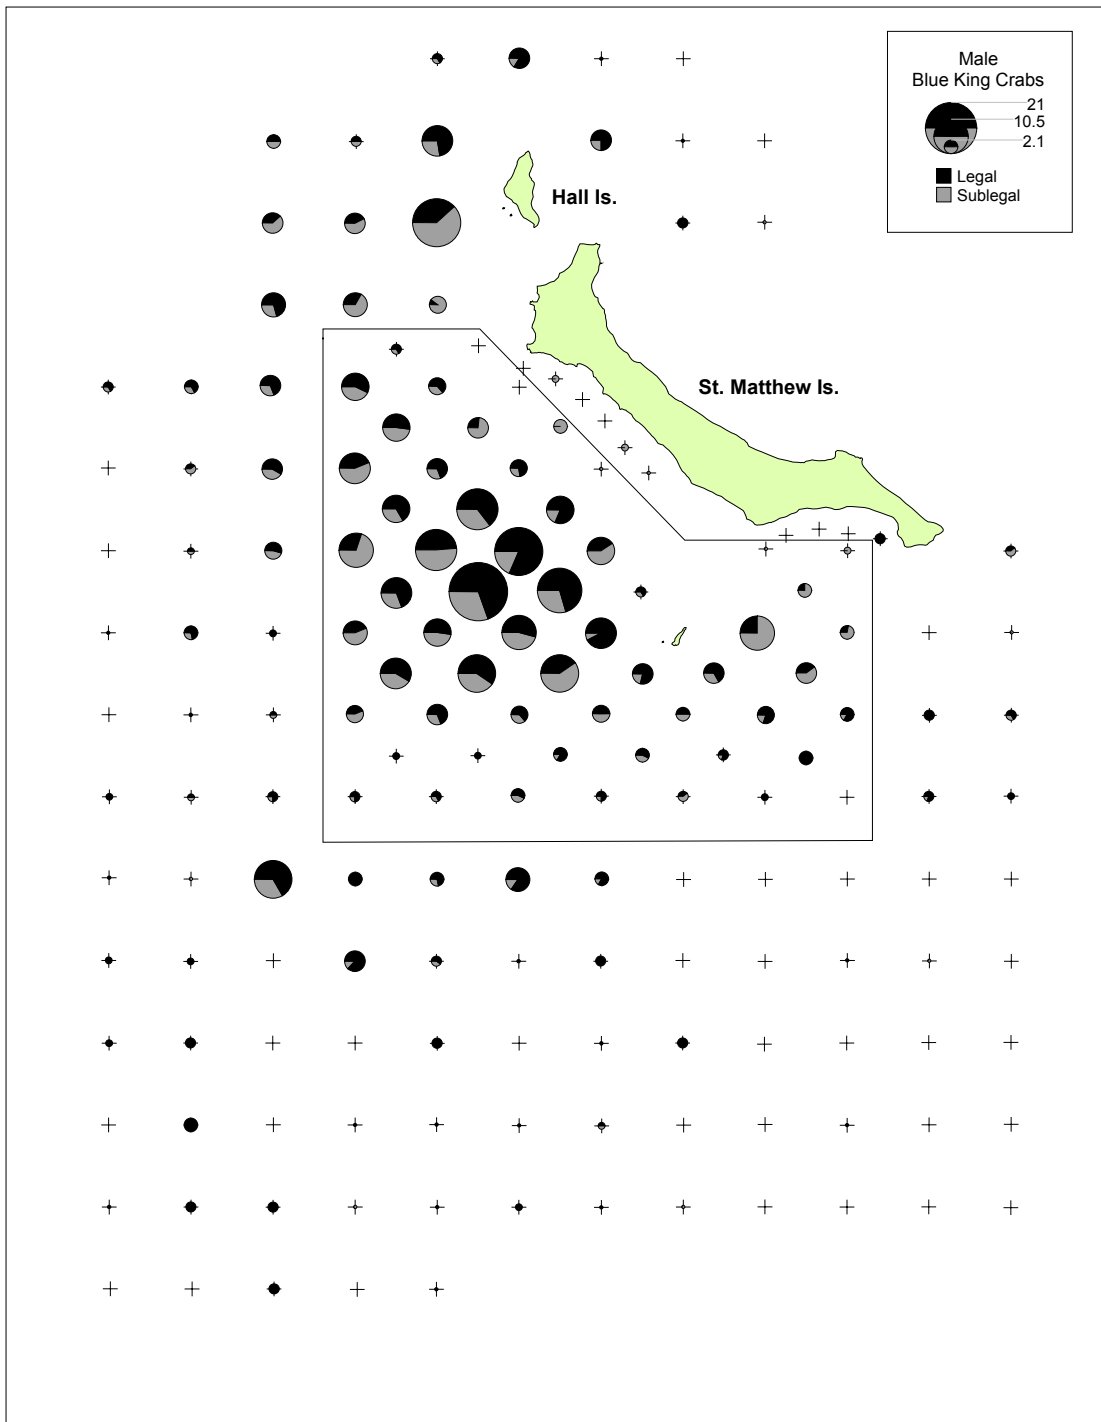 Male
Blue King Crabs
21
10.5
2.1
Legal
Sublegal
Hall Is.
St. Matthew Is.